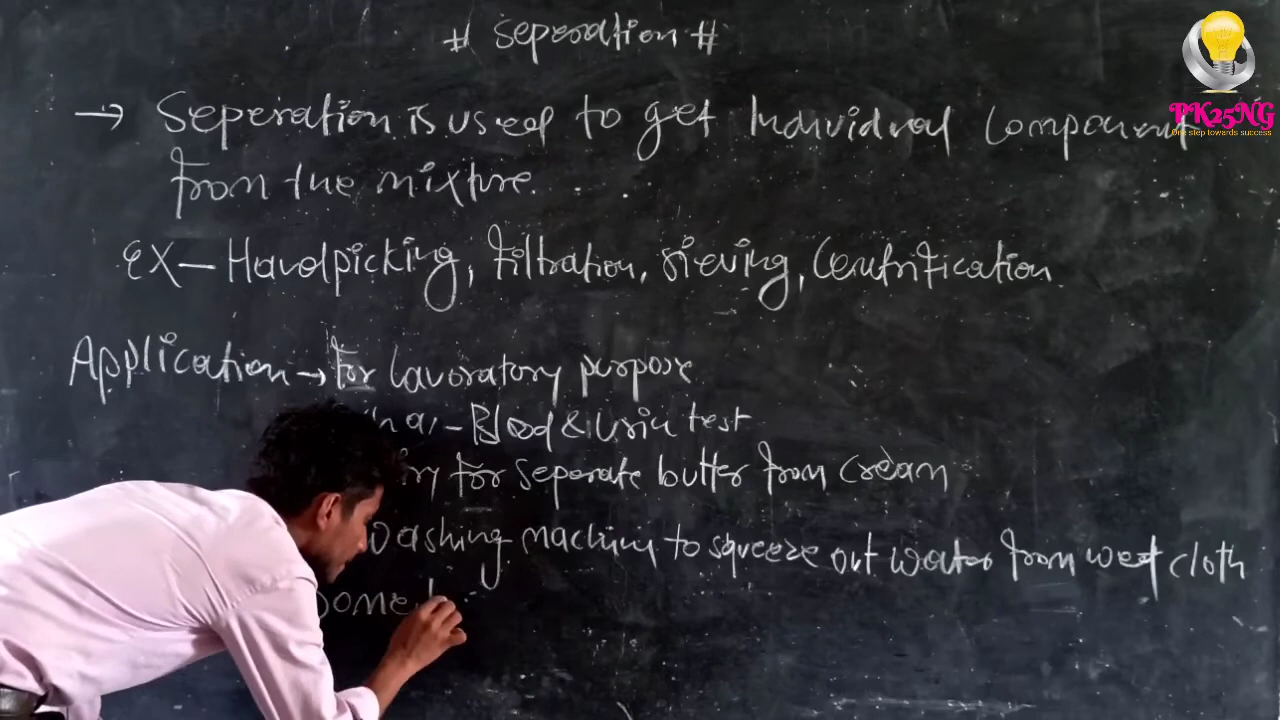 # Seperation #
→ Seperation is used to get Individual Component
from the mixture.
EX- Handpicking, filtration, sieving, Centrification
Application → for lavoratory purpose
Blood & Urin test
for Seperate butter from Cream
washing machin to squeeze out water from wet cloth
PK25NG
One step towards success